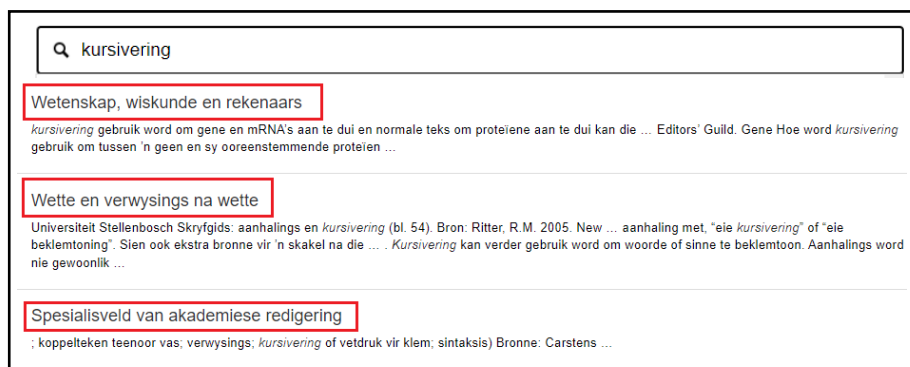 kursivering
Wetenskap, wiskunde en rekenaars
kursivering gebruik word om gene en mRNA's aan te dui en normale teks om proteïene aan te dui kan die ... Editors' Guild. Gene Hoe word kursivering
gebruik om tussen 'n geen en sy ooreenstemmende proteïen ...
Wette en verwysings na wette
Universiteit Stellenbosch Skryfgids: aanhalings en kursivering (bl. 54). Bron: Ritter, R.M. 2005. New ... aanhaling met, "eie kursivering" of "eie
beklemtoning". Sien ook ekstra bronne vir 'n skakel na die ... . Kursivering kan verder gebruik word om woorde of sinne te beklemtoon. Aanhalings word
nie gewoonlik ...
Spesialisveld van akademiese redigering
; koppelteken teenoor vas; verwysings; kursivering of vetdruk vir klem; sintaksis) Bronne: Carstens ...